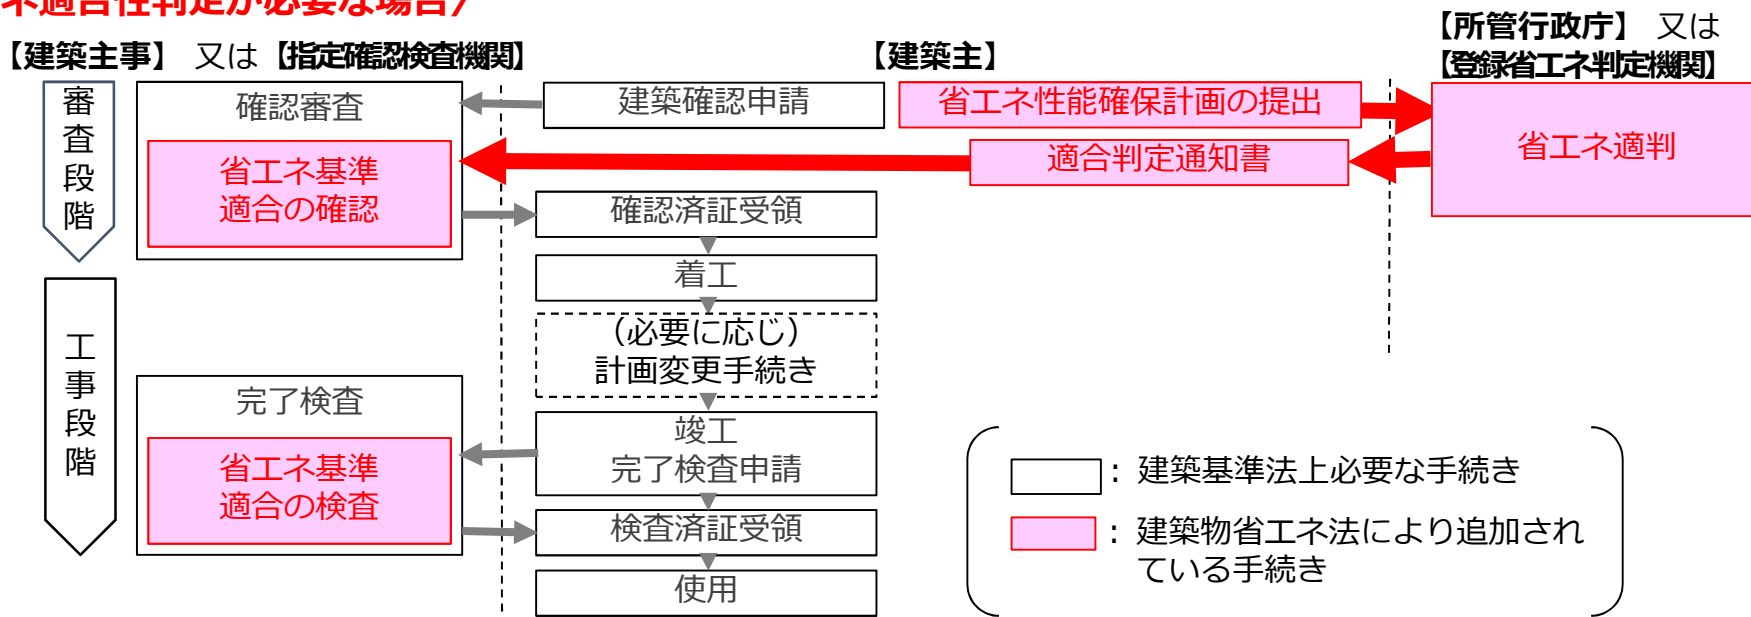 ネ適合性判定が必要な場合〉
【建築主事】 又は【指定確認検査機関】
【建築主】
【所管行政庁】 又は
【登録省エネ判定機関】
審査段階
確認審査
建築確認申請
省エネ性能確保計画の提出
省エネ適判
適合判定通知書
省エネ基準
適合の確認
確認済証受領
着工
（必要に応じ）
計画変更手続き
工事段階
完了検査
竣工
完了検査申請
省エネ基準
適合の検査
検査済証受領
使用
：建築基準法上必要な手続き
：建築物省エネ法により追加され
ている手続き